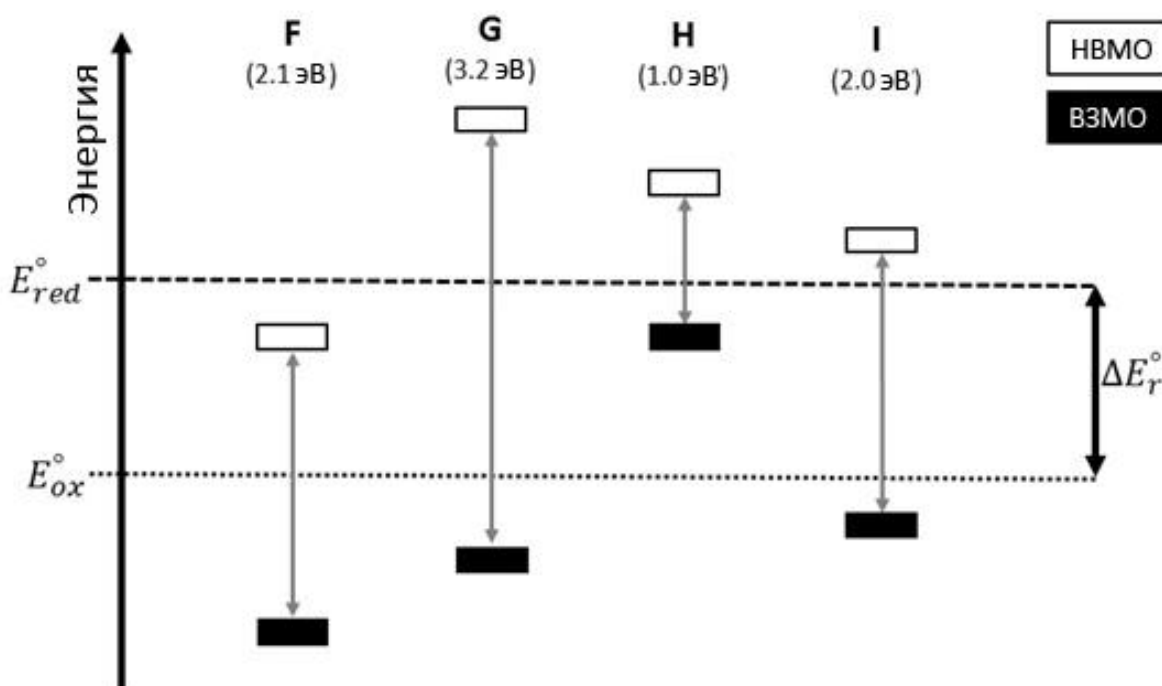 F G H I
(2.1 эВ) (3.2 эВ) (1.0 эВ') (2.0 эВ')
НВМО
ВЗМО
Энергия
E°red
E°ox
ΔE°r